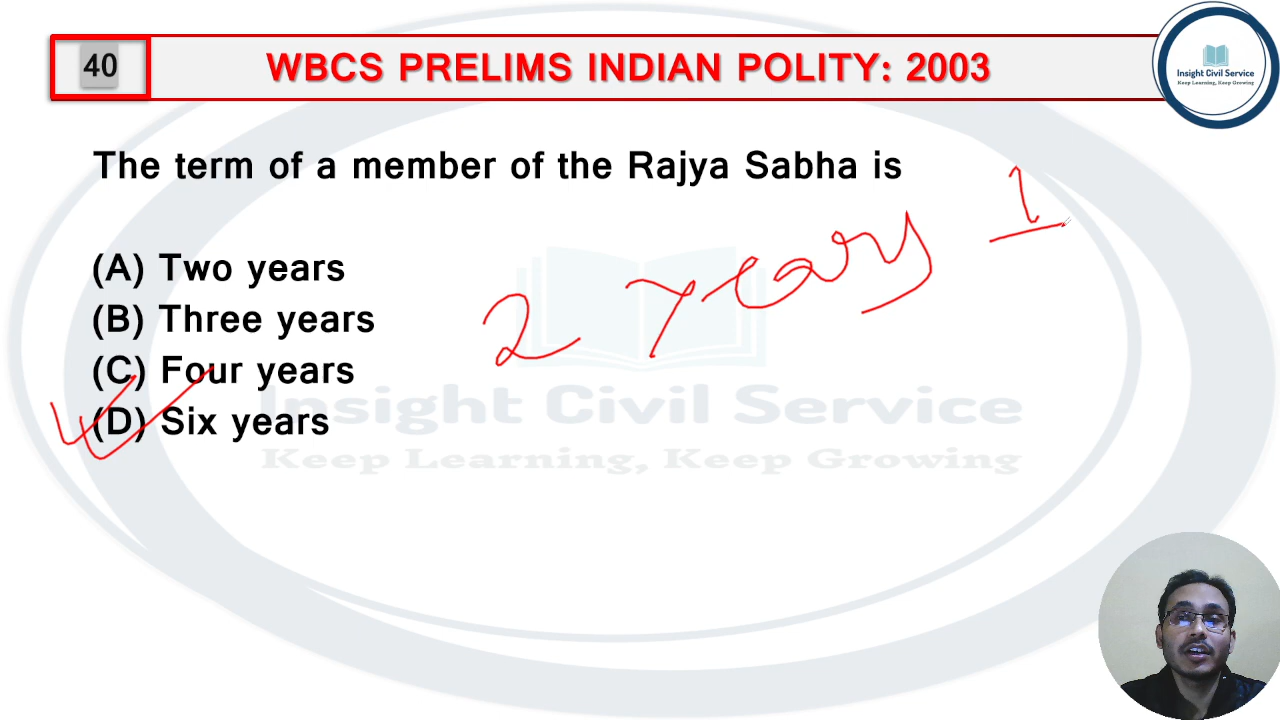 40
WBCS PRELIMS INDIAN POLITY: 2003
Insight Civil Service
Keep Learning, Keep Growing
The term of a member of the Rajya Sabha is
(A) Two years
(B) Three years
(C) Four years
(D) Six years
2 years 1
Insight Civil Service
Keep Learning, Keep Growing